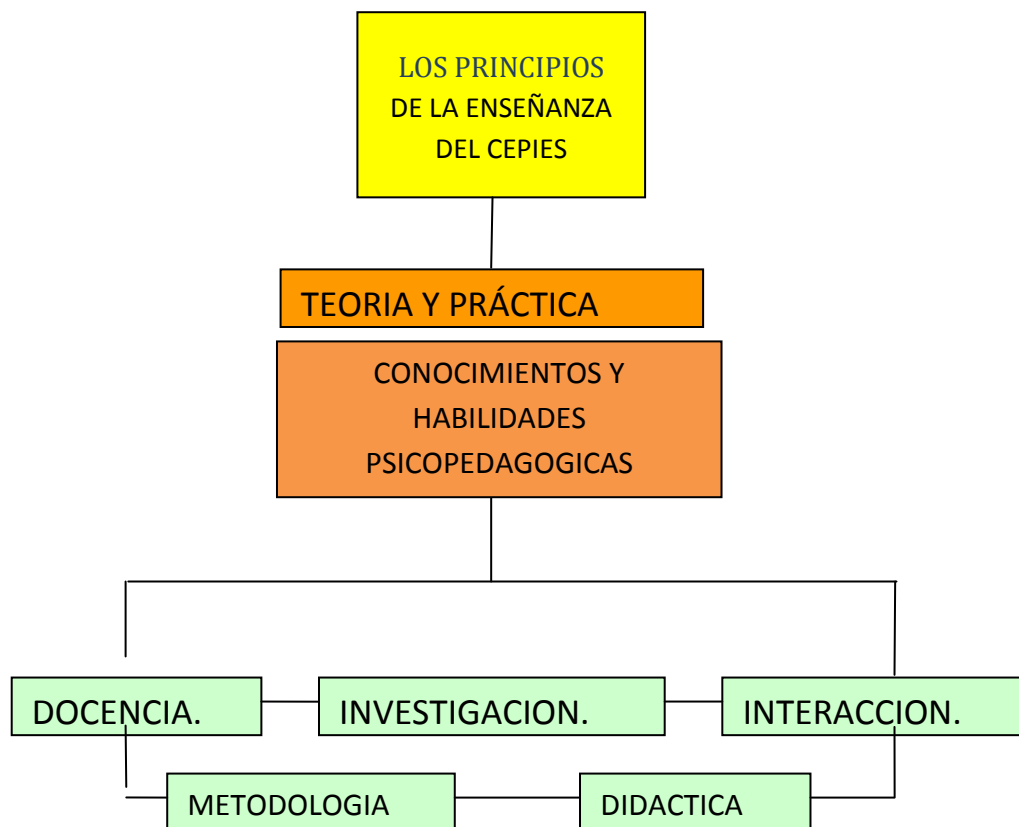 LOS PRINCIPIOS
DE LA ENSEÑANZA
DEL CEPIES
TEORIA Y PRÁCTICA
CONOCIMIENTOS Y
HABILIDADES
PSICOPEDAGOGICAS
DOCENCIA.
INVESTIGACION.
INTERACCION.
METODOLOGIA
DIDACTICA